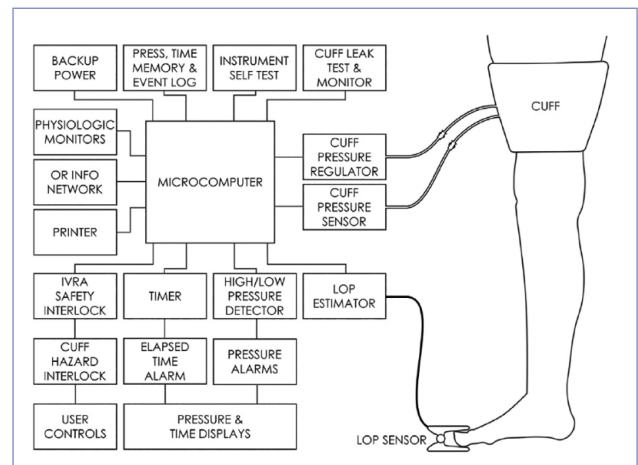 BACKUP
POWER
PRESS, TIME
MEMORY &
EVENT LOG
INSTRUMENT
SELF TEST
CUFF LEAK
TEST &
MONITOR
PHYSIOLOGIC
MONITORS
OR INFO
NETWORK
PRINTER
MICROCOMPUTER
CUFF
PRESSURE
REGULATOR
CUFF
PRESSURE
SENSOR
CUFF
IVRA
SAFETY
INTERLOCK
TIMER
HIGH/LOW
PRESSURE
DETECTOR
LOP
ESTIMATOR
CUFF
HAZARD
INTERLOCK
ELAPSED
TIME
ALARM
PRESSURE
ALARMS
USER
CONTROLS
PRESSURE &
TIME DISPLAYS
LOP SENSOR